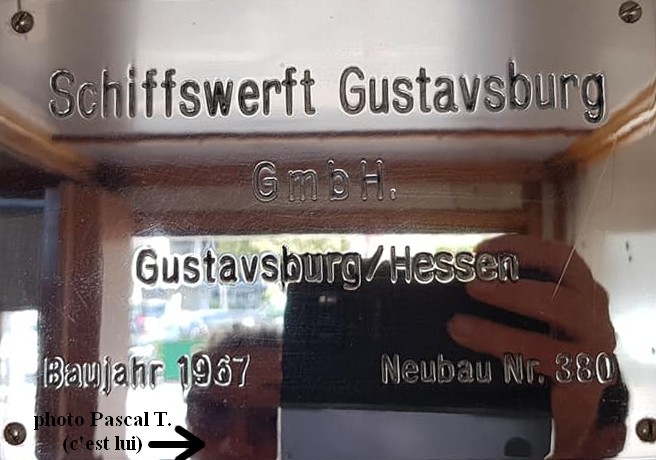 Schiffswerft Gustavsburg
GmbH.
Gustavsburg/Hessen
Baujahr 1967 Neubau Nr. 380
photo Pascal T.
(c'est lui)